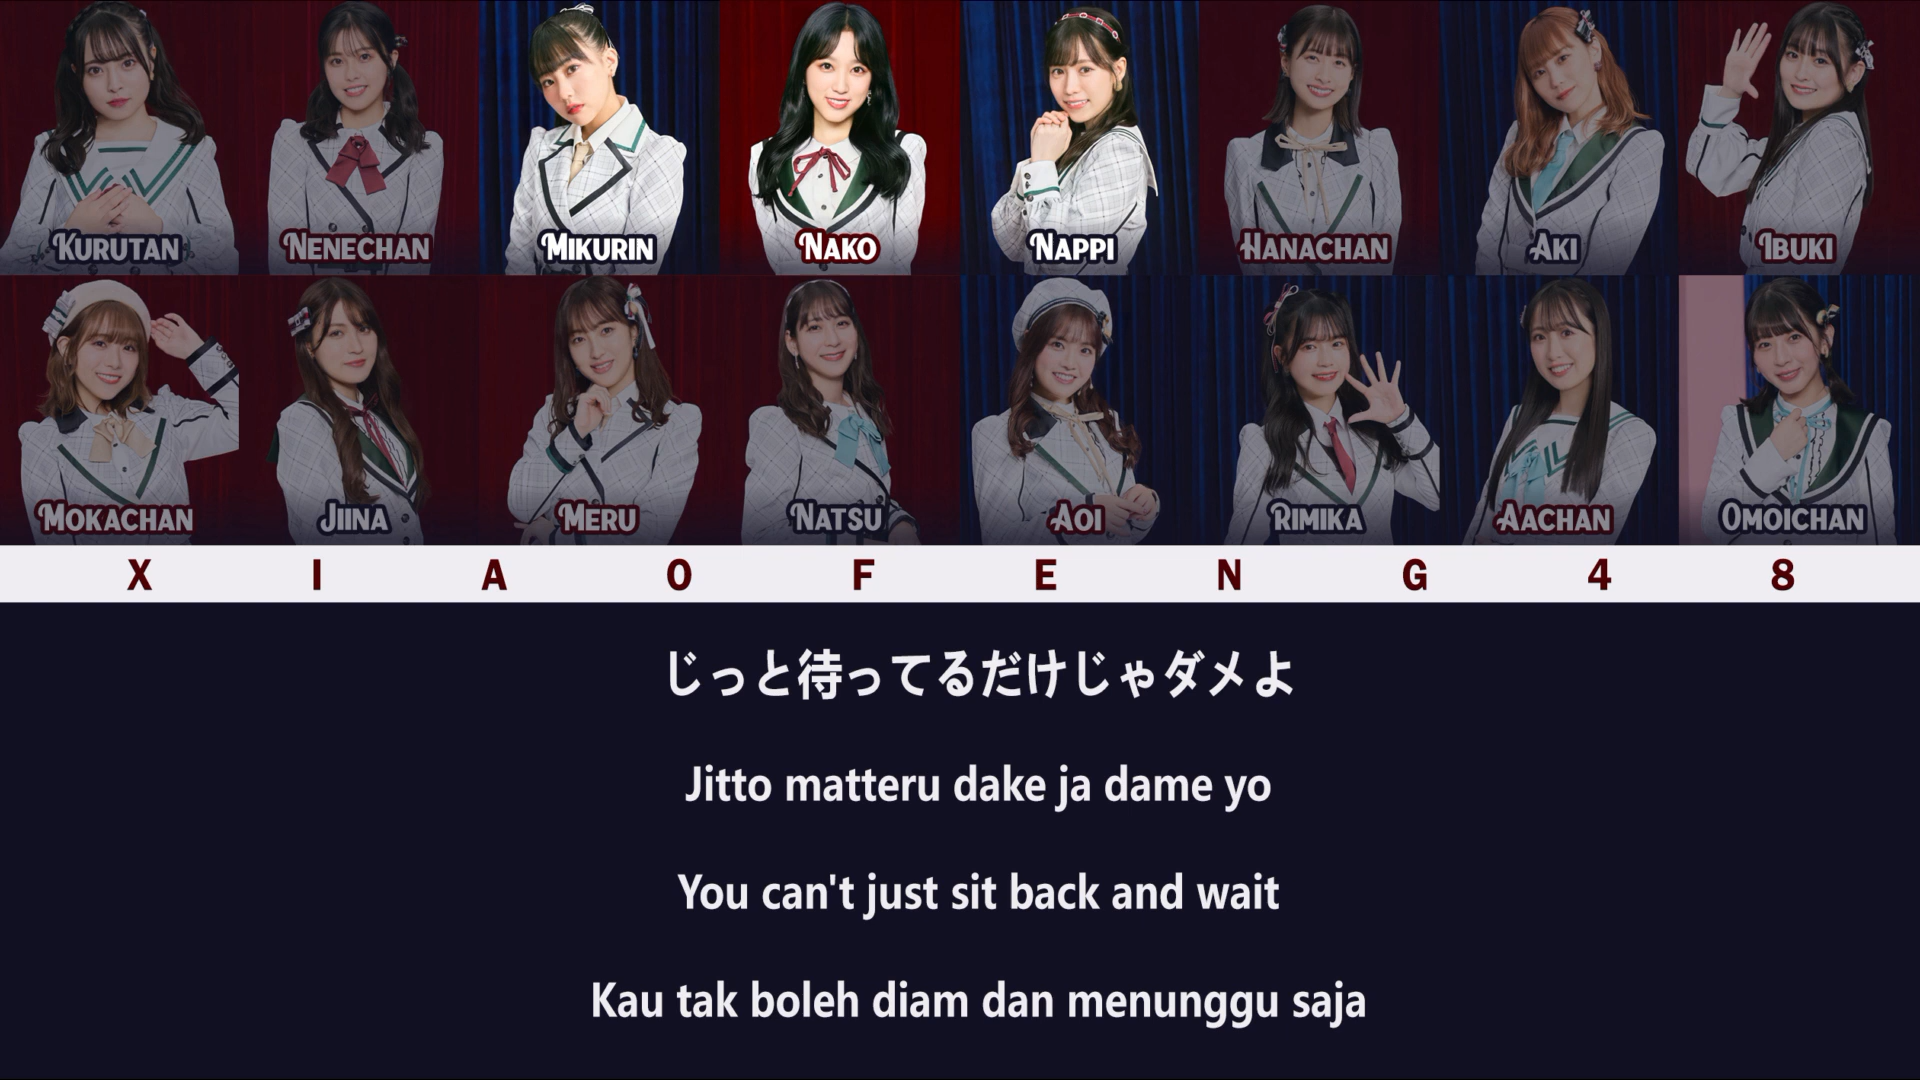 KURUTAN NENECHAN MIKURIN NAKO NAPPI HANACHAN AKI IBUKI
MOKACHAN JIINA MERU NATSU AOI RIMIKA AACHAN OMOICHAN
X I A O F E N G 4 8
じっと待ってるだけじゃダメよ
Jitto matteru dake ja dame yo
You can't just sit back and wait
Kau tak boleh diam dan menunggu saja